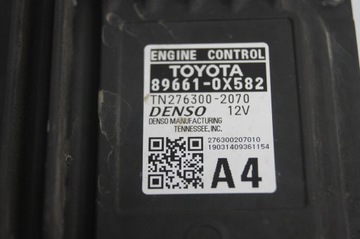 ENGINE CONTROL
TOYOTA
89661-0X582
TN276300-2070
DENSO 12V
DENSO MANUFACTURING
TENNESSEE, INC.
276300207010
19031409361154
A4